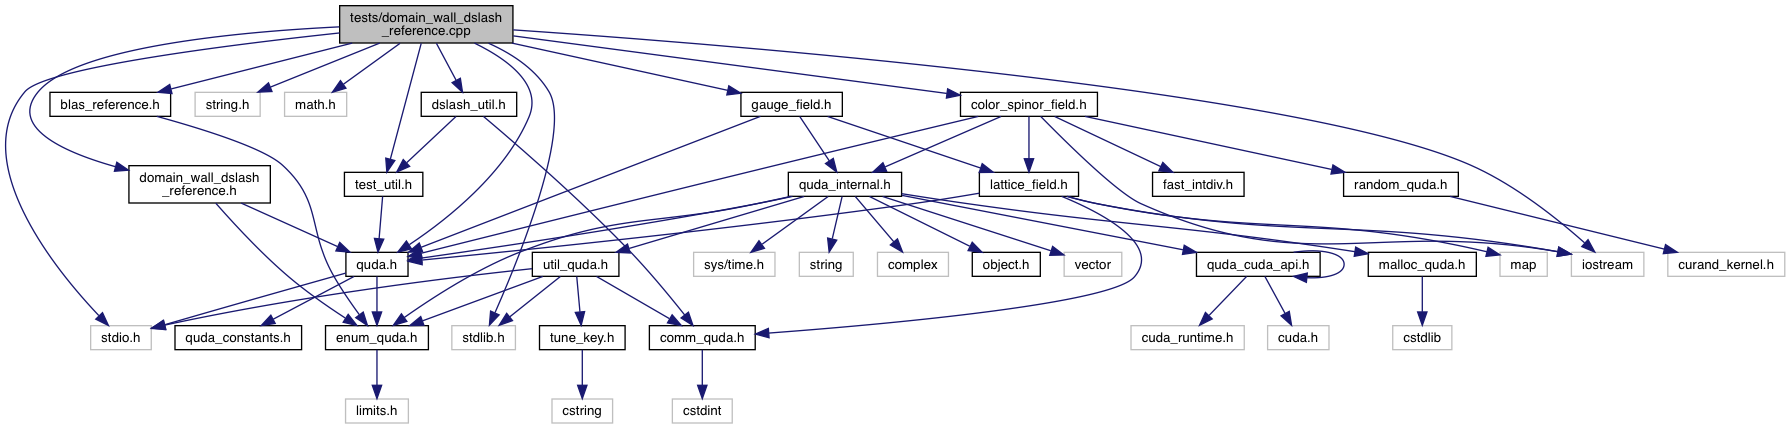 tests/domain_wall_dslash
_reference.cpp
blas_reference.h
string.h
math.h
dslash_util.h
gauge_field.h
color_spinor_field.h
domain_wall_dslash
_reference.h
test_util.h
quda_internal.h
lattice_field.h
fast_intdiv.h
random_quda.h
quda.h
util_quda.h
sys/time.h
string
complex
object.h
vector
quda_cuda_api.h
malloc_quda.h
map
iostream
curand_kernel.h
stdio.h
quda_constants.h
enum_quda.h
stdlib.h
tune_key.h
comm_quda.h
cuda_runtime.h
cuda.h
cstdlib
limits.h
cstring
cstdint